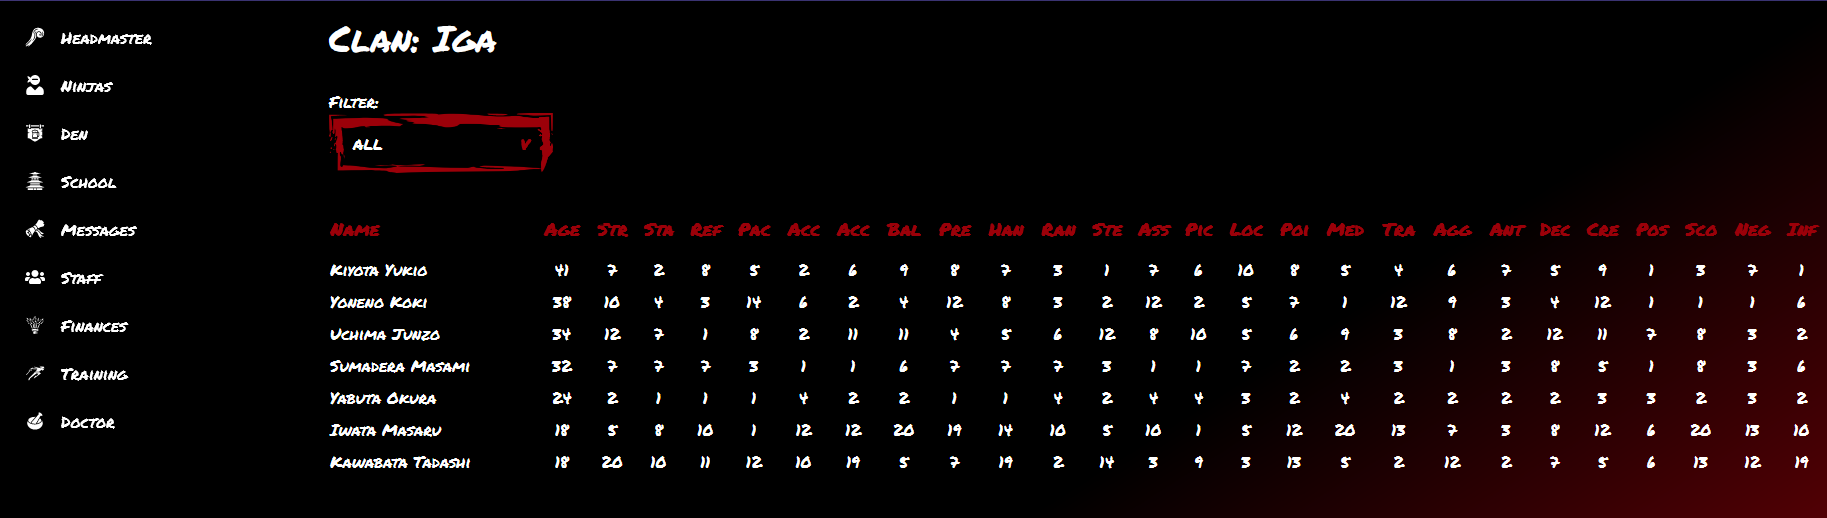 Headmaster
Ninjas
Den
School
Messages
Staff
Finances
Training
Doctor
Clan: Iga
Filter:
ALL
Name Age Str Sta Ref Pac Acc Acc Bal Pre Han Ran Ste Ass Pic Loc Poi Med Tra Agg Ant Dec Cre Pos Sco Neg Inf
Kiyota Yukio 41 7 2 8 5 2 6 9 8 7 3 1 7 6 10 8 5 4 6 7 5 9 1 3 7 1
Yoneno Koki 38 10 4 3 14 6 2 4 12 8 3 2 12 2 5 7 1 12 9 3 4 12 1 1 1 6
Uchima Junzo 34 12 7 1 8 2 11 11 4 5 6 12 8 10 5 6 9 3 8 2 12 11 7 8 3 2
Sumadera Masami 32 7 7 7 3 1 1 6 7 7 7 3 1 1 7 2 2 3 1 3 8 5 1 8 3 6
Yabuta Okura 24 2 1 1 1 4 2 2 1 1 4 2 4 4 3 2 4 2 2 2 2 3 3 2 3 2
Iwata Masaru 18 5 8 10 1 12 12 20 19 14 10 5 10 1 5 12 20 13 7 3 8 12 6 20 13 10
Kawabata Tadashi 18 20 10 11 12 10 19 5 7 19 2 14 3 9 3 13 5 2 12 2 7 5 6 13 12 19